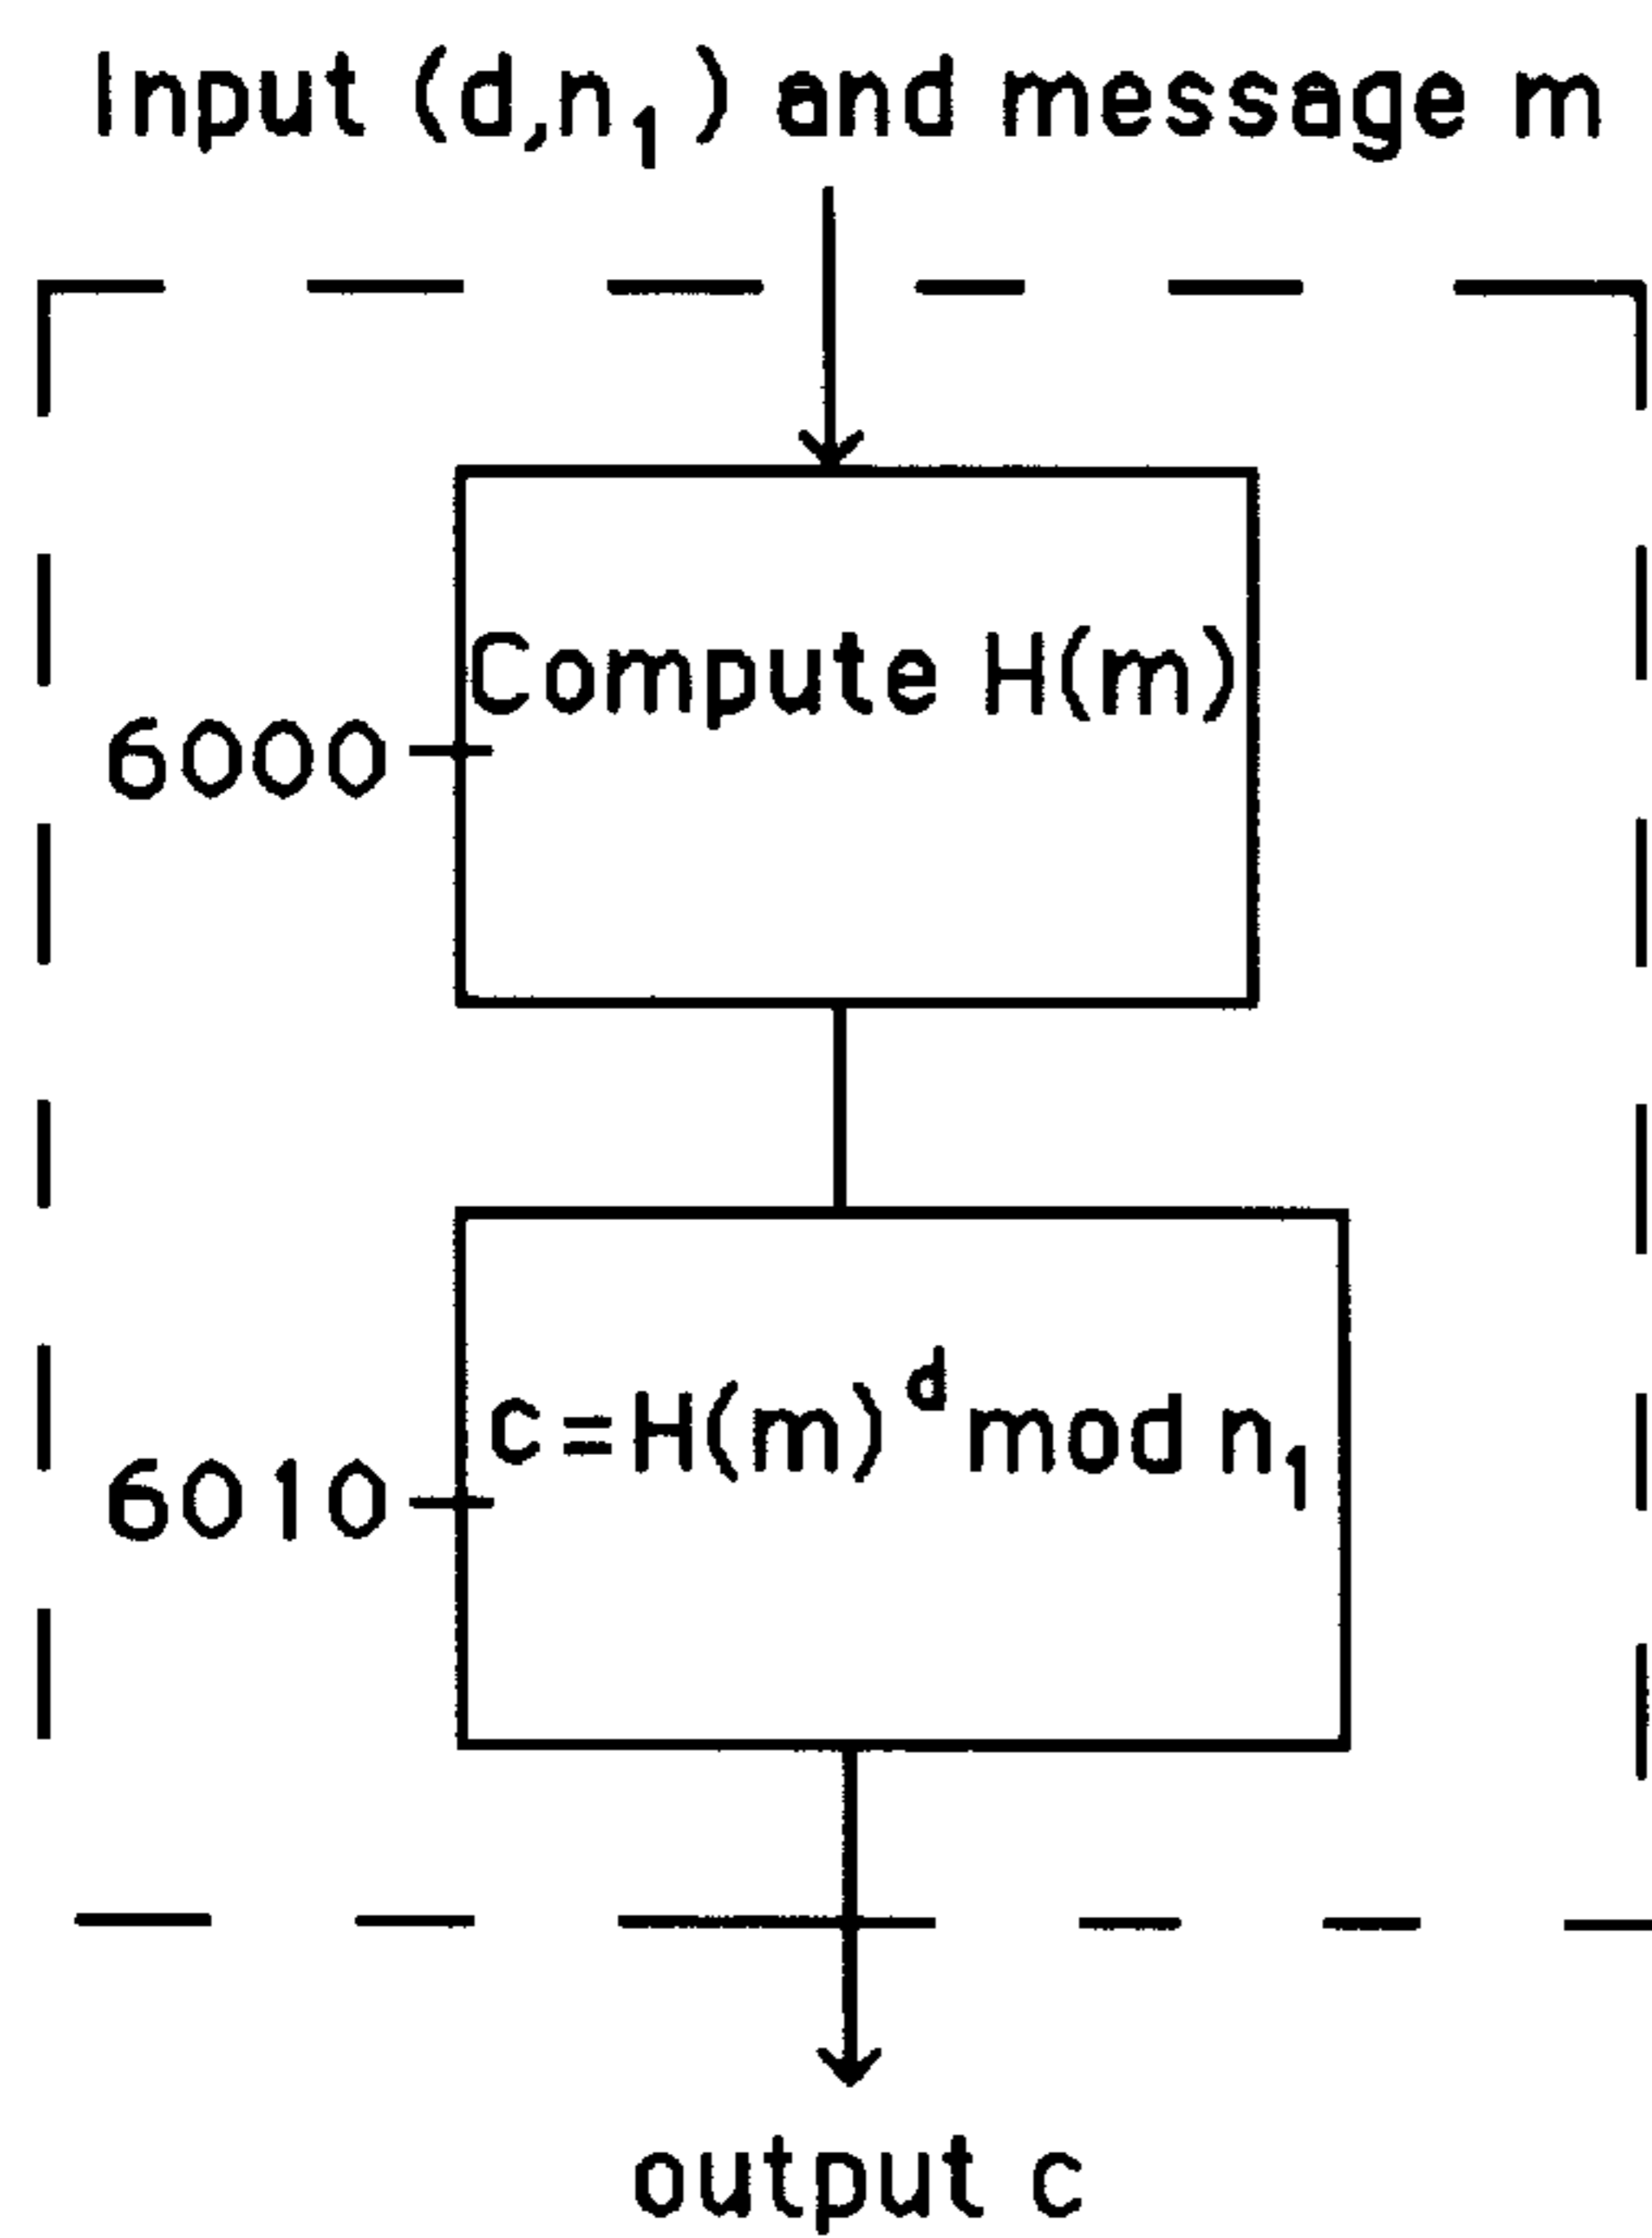 Input (d,n₁) and message m
Compute H(m)
6000
c=H(m)ᵈ mod n₁
6010
output c